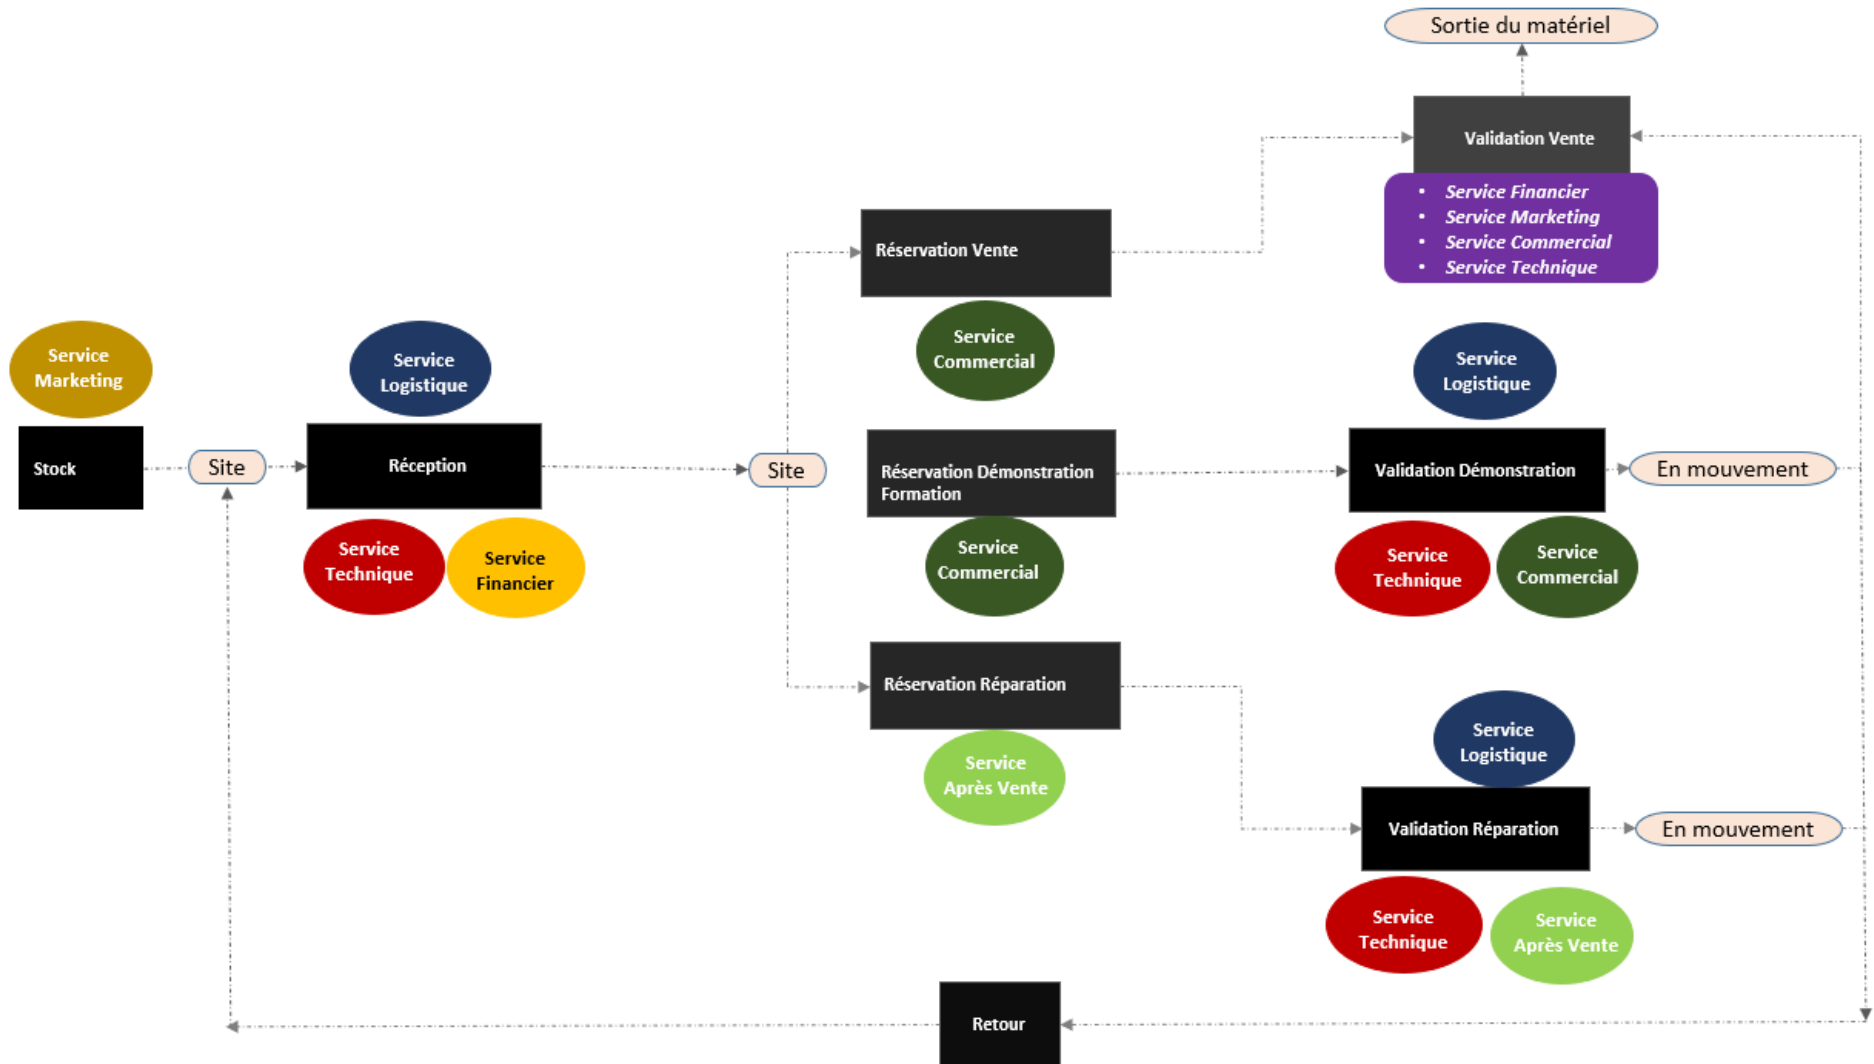 Sortie du matériel
Validation Vente
• Service Financier
• Service Marketing
• Service Commercial
• Service Technique
Réservation Vente
Service
Commercial
Service
Marketing
Service
Logistique
Service
Logistique
Stock
Site
Réception
Site
Réservation Démonstration
Formation
Validation Démonstration
En mouvement
Service
Technique
Service
Financier
Service
Commercial
Service
Technique
Service
Commercial
Réservation Réparation
Service
Après Vente
Service
Logistique
Validation Réparation
En mouvement
Service
Technique
Service
Après Vente
Retour